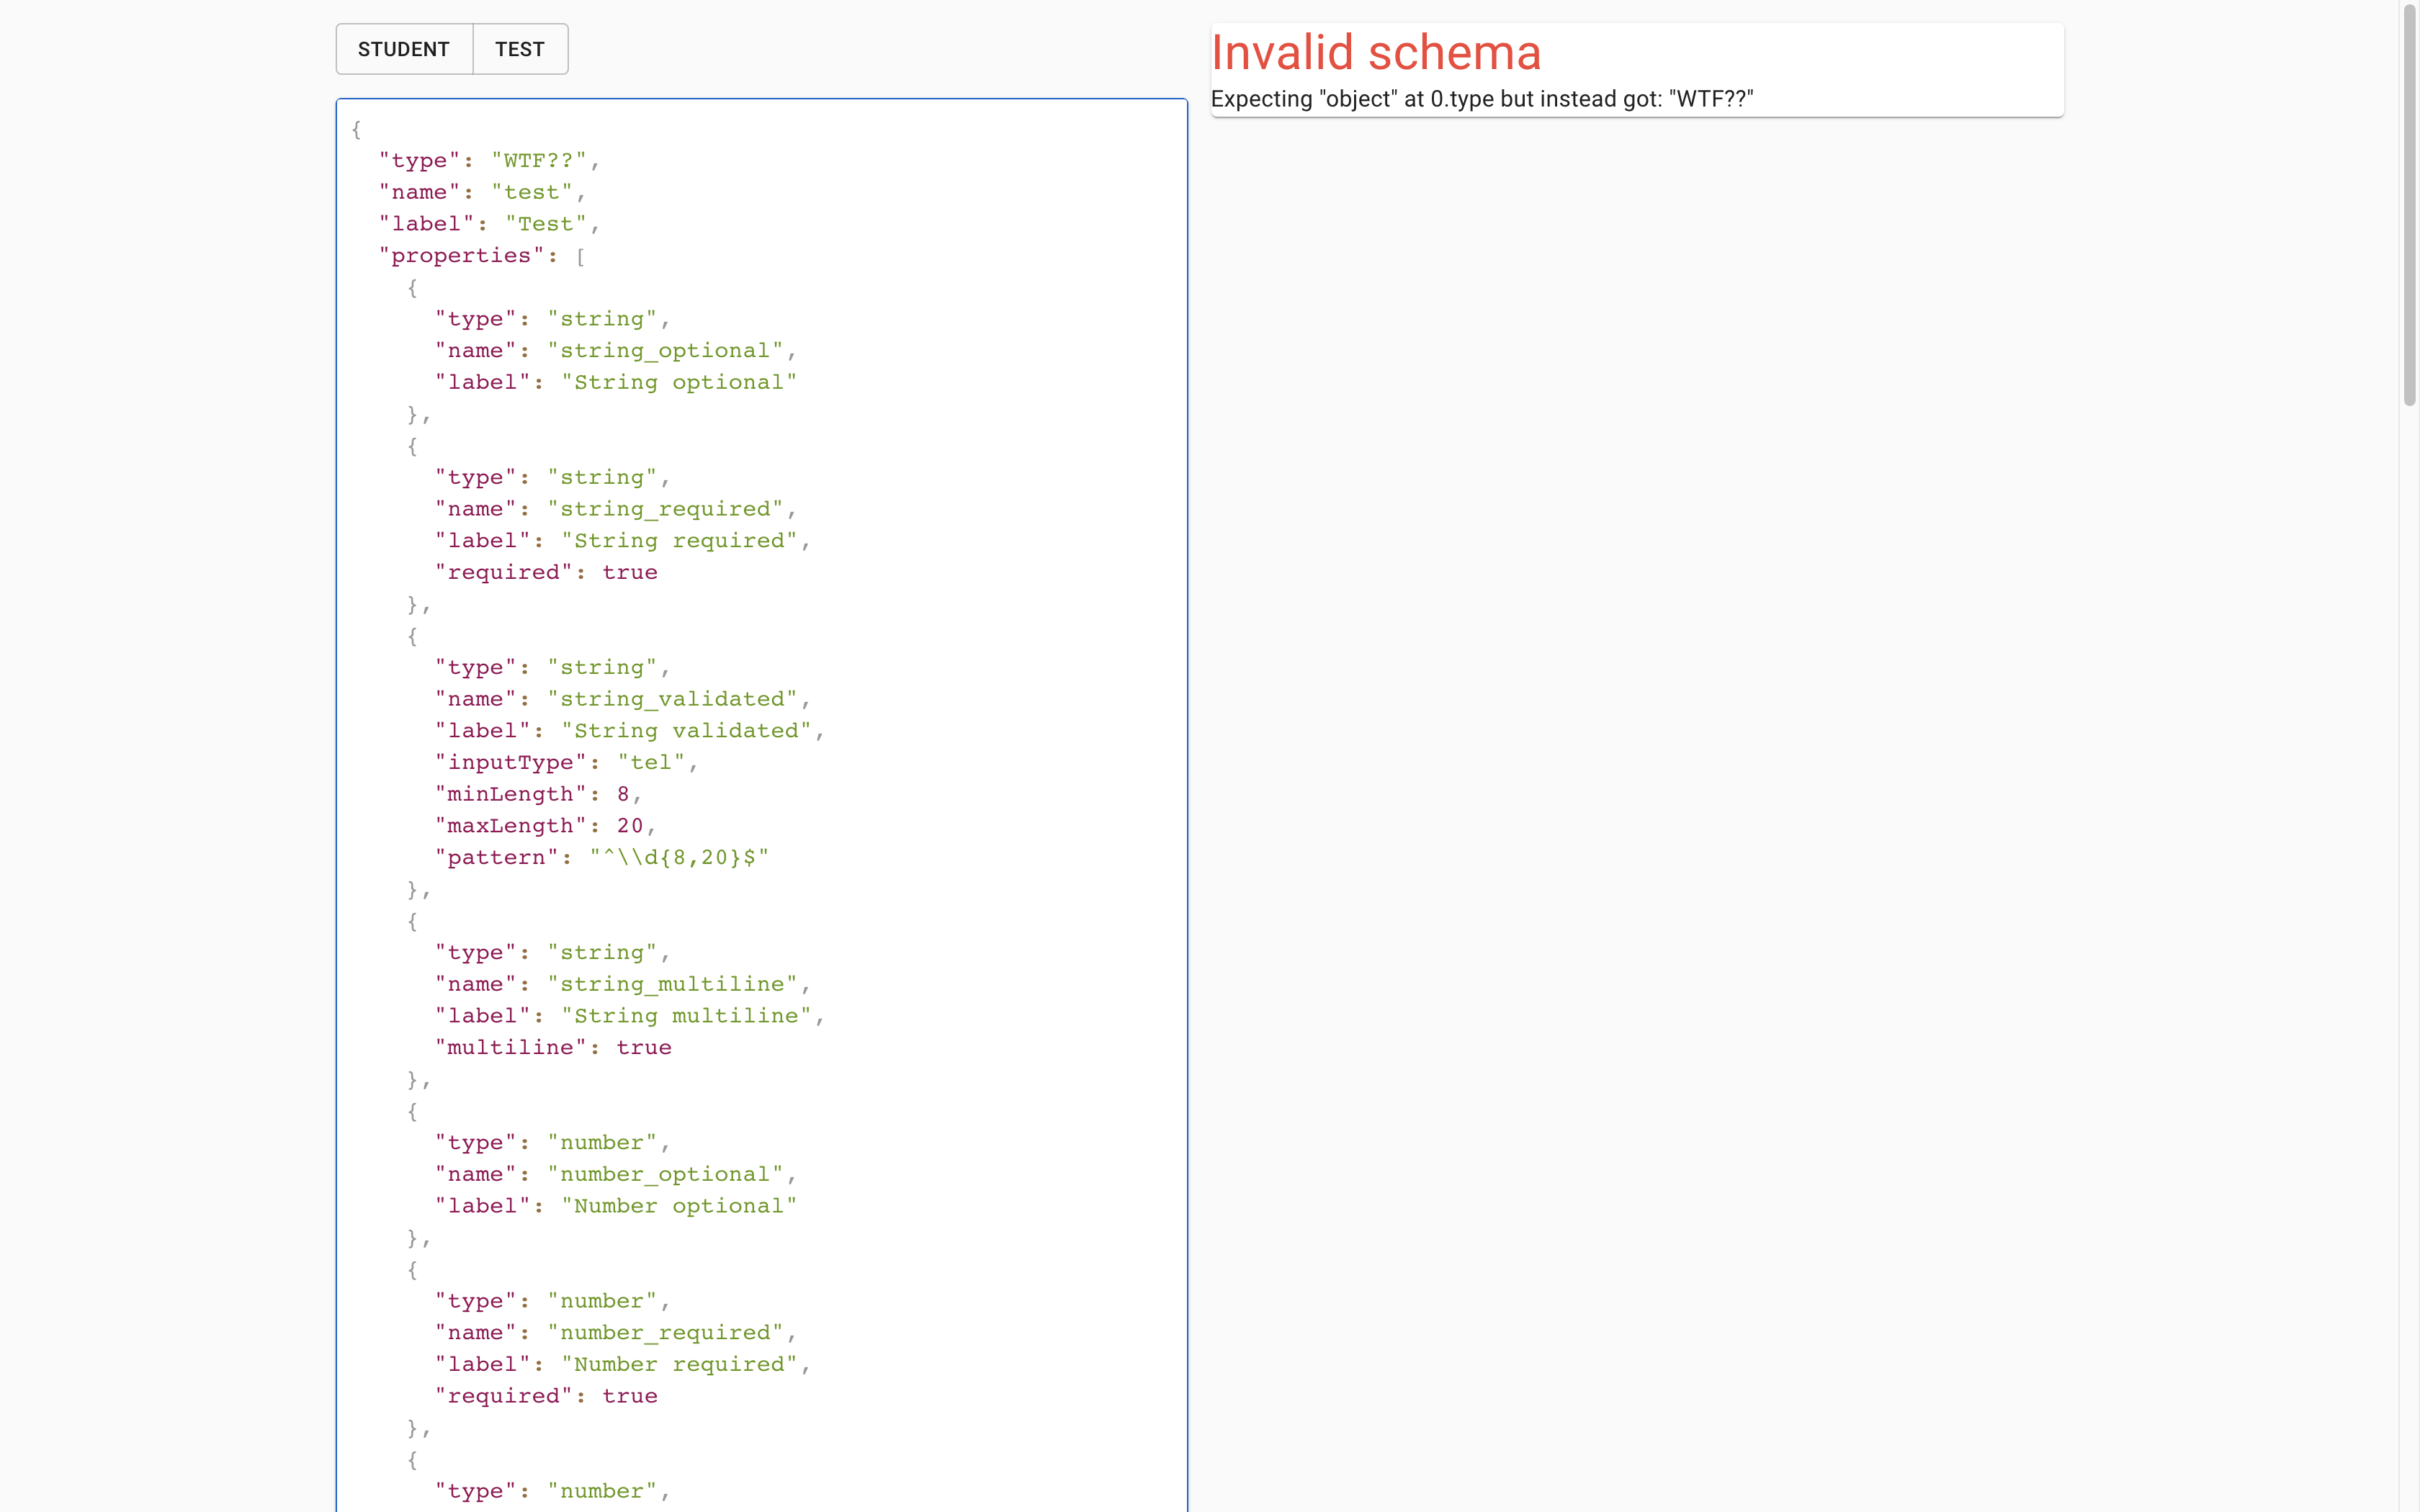 STUDENT TEST
{
  "type": "WTF??",
  "name": "test",
  "label": "Test",
  "properties": [
    {
      "type": "string",
      "name": "string_optional",
      "label": "String optional"
    },
    {
      "type": "string",
      "name": "string_required",
      "label": "String required",
      "required": true
    },
    {
      "type": "string",
      "name": "string_validated",
      "label": "String validated",
      "inputType": "tel",
      "minLength": 8,
      "maxLength": 20,
      "pattern": "^\\d{8,20}$"
    },
    {
      "type": "string",
      "name": "string_multiline",
      "label": "String multiline",
      "multiline": true
    },
    {
      "type": "number",
      "name": "number_optional",
      "label": "Number optional"
    },
    {
      "type": "number",
      "name": "number_required",
      "label": "Number required",
      "required": true
    },
    {
      "type": "number",
Invalid schema
Expecting "object" at 0.type but instead got: "WTF??"